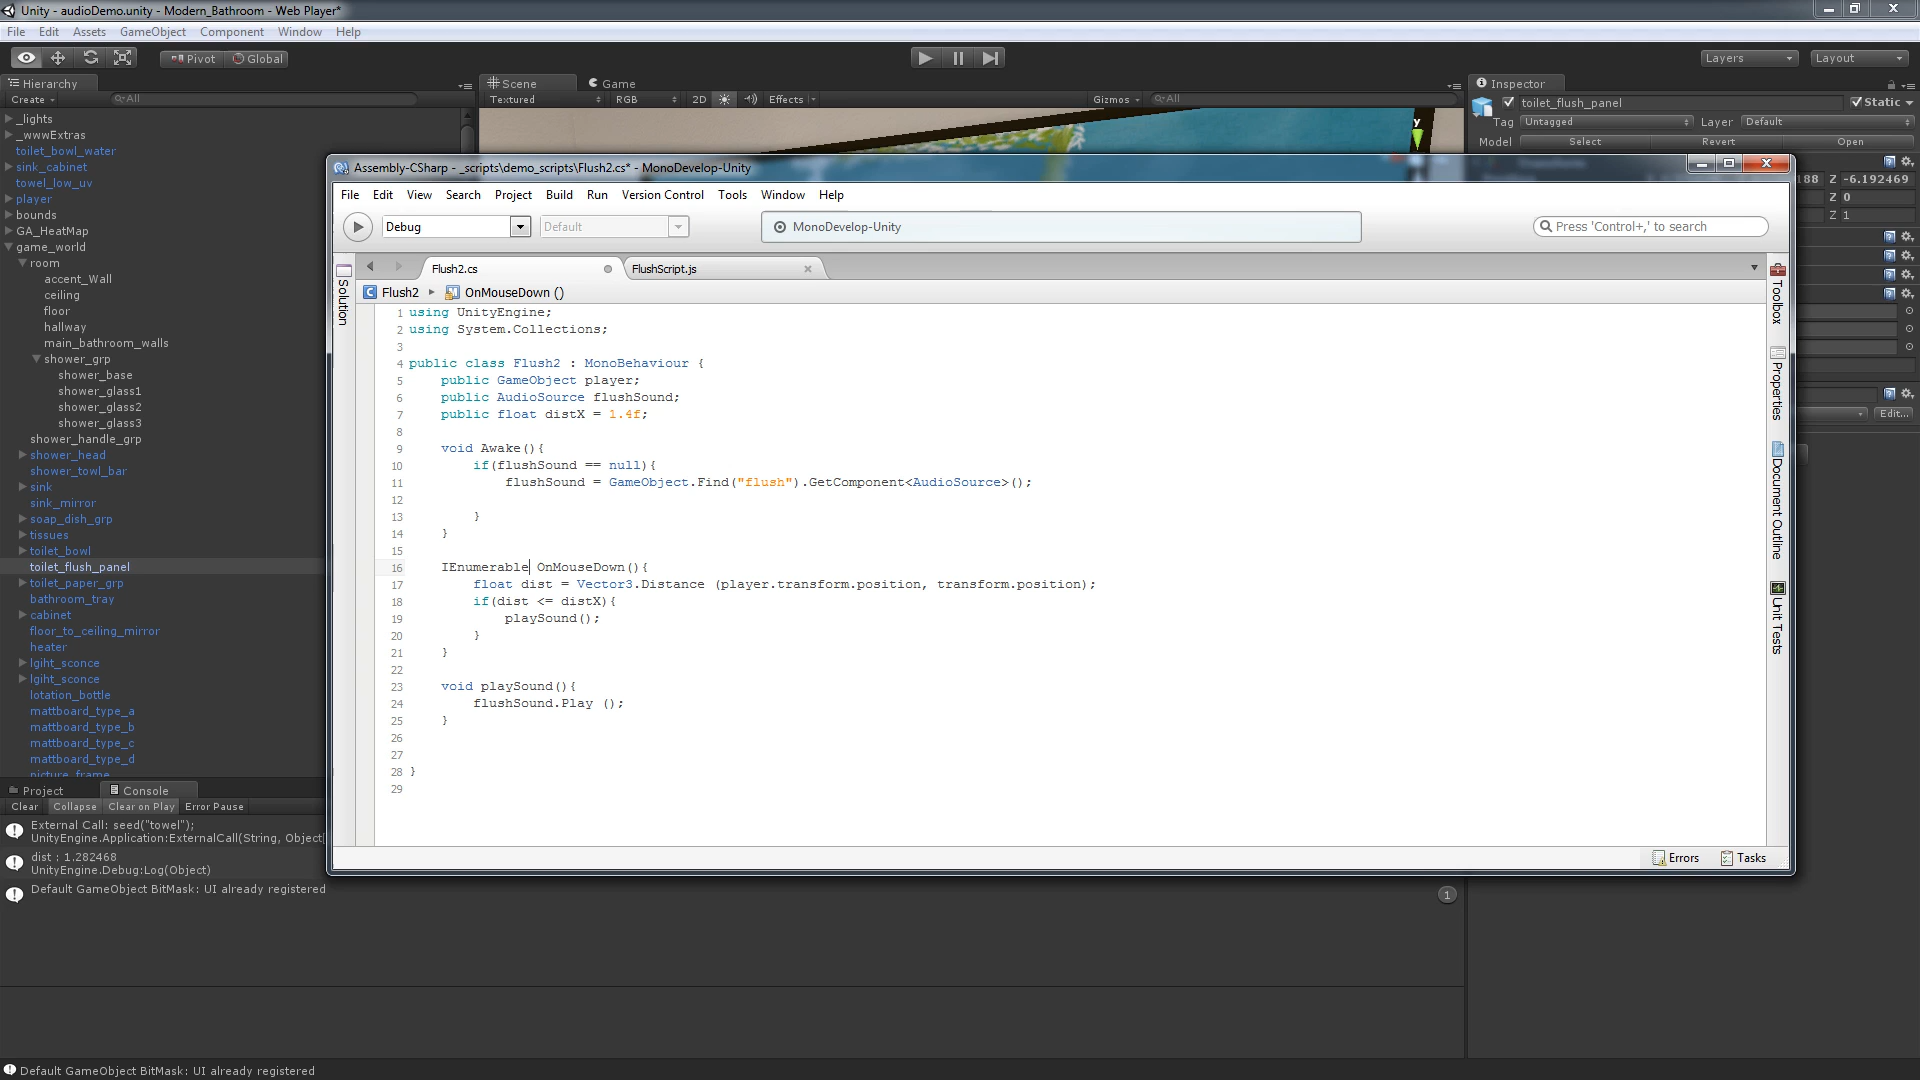 Unity - audioDemo.unity - Modern_Bathroom - Web Player*
File Edit Assets GameObject Component Window Help
Pivot Global Layers Layout
Hierarchy Scene Game Inspector
Create All Textured RGB 2D Effects Gizmos All toilet_flush_panel Static
Tag Untagged Layer Default
Model Select Revert Open
_lights
_wwwExtras
toilet_bowl_water
sink_cabinet
towel_low_uv
player
bounds
GA_HeatMap
game_world
room
accent_Wall
ceiling
floor
hallway
main_bathroom_walls
shower_grp
shower_base
shower_glass1
shower_glass2
shower_glass3
shower_handle_grp
shower_head
shower_towl_bar
sink
sink_mirror
soap_dish_grp
tissues
toilet_bowl
toilet_flush_panel
toilet_paper_grp
bathroom_tray
cabinet
floor_to_ceiling_mirror
heater
lgiht_sconce
lgiht_sconce
lotation_bottle
mattboard_type_a
mattboard_type_b
mattboard_type_c
mattboard_type_d
picture_frame
y
188 Z -6.192469
Z 0
Z 1
Edit...
Assembly-CSharp - _scripts\demo_scripts\Flush2.cs* - MonoDevelop-Unity
File Edit View Search Project Build Run Version Control Tools Window Help
Debug Default MonoDevelop-Unity Press 'Control+,' to search
Solution
Flush2.cs FlushScript.js
Flush2 OnMouseDown ()
1 using UnityEngine;
2 using System.Collections;
3
4 public class Flush2 : MonoBehaviour {
5 public GameObject player;
6 public AudioSource flushSound;
7 public float distX = 1.4f;
8
9 void Awake(){
10 if(flushSound == null){
11 flushSound = GameObject.Find("flush").GetComponent<AudioSource>();
12
13 }
14 }
15
16 IEnumerable OnMouseDown(){
17 float dist = Vector3.Distance (player.transform.position, transform.position);
18 if(dist <= distX){
19 playSound();
20 }
21 }
22
23 void playSound(){
24 flushSound.Play ();
25 }
26
27
28 }
29
Toolbox
Properties
Document Outline
Unit Tests
Errors Tasks
Project Console
Clear Collapse Clear on Play Error Pause
External Call: seed("towel");
UnityEngine.Application:ExternalCall(String, Object[
dist : 1.282468
UnityEngine.Debug:Log(Object)
Default GameObject BitMask: UI already registered
1
Default GameObject BitMask: UI already registered